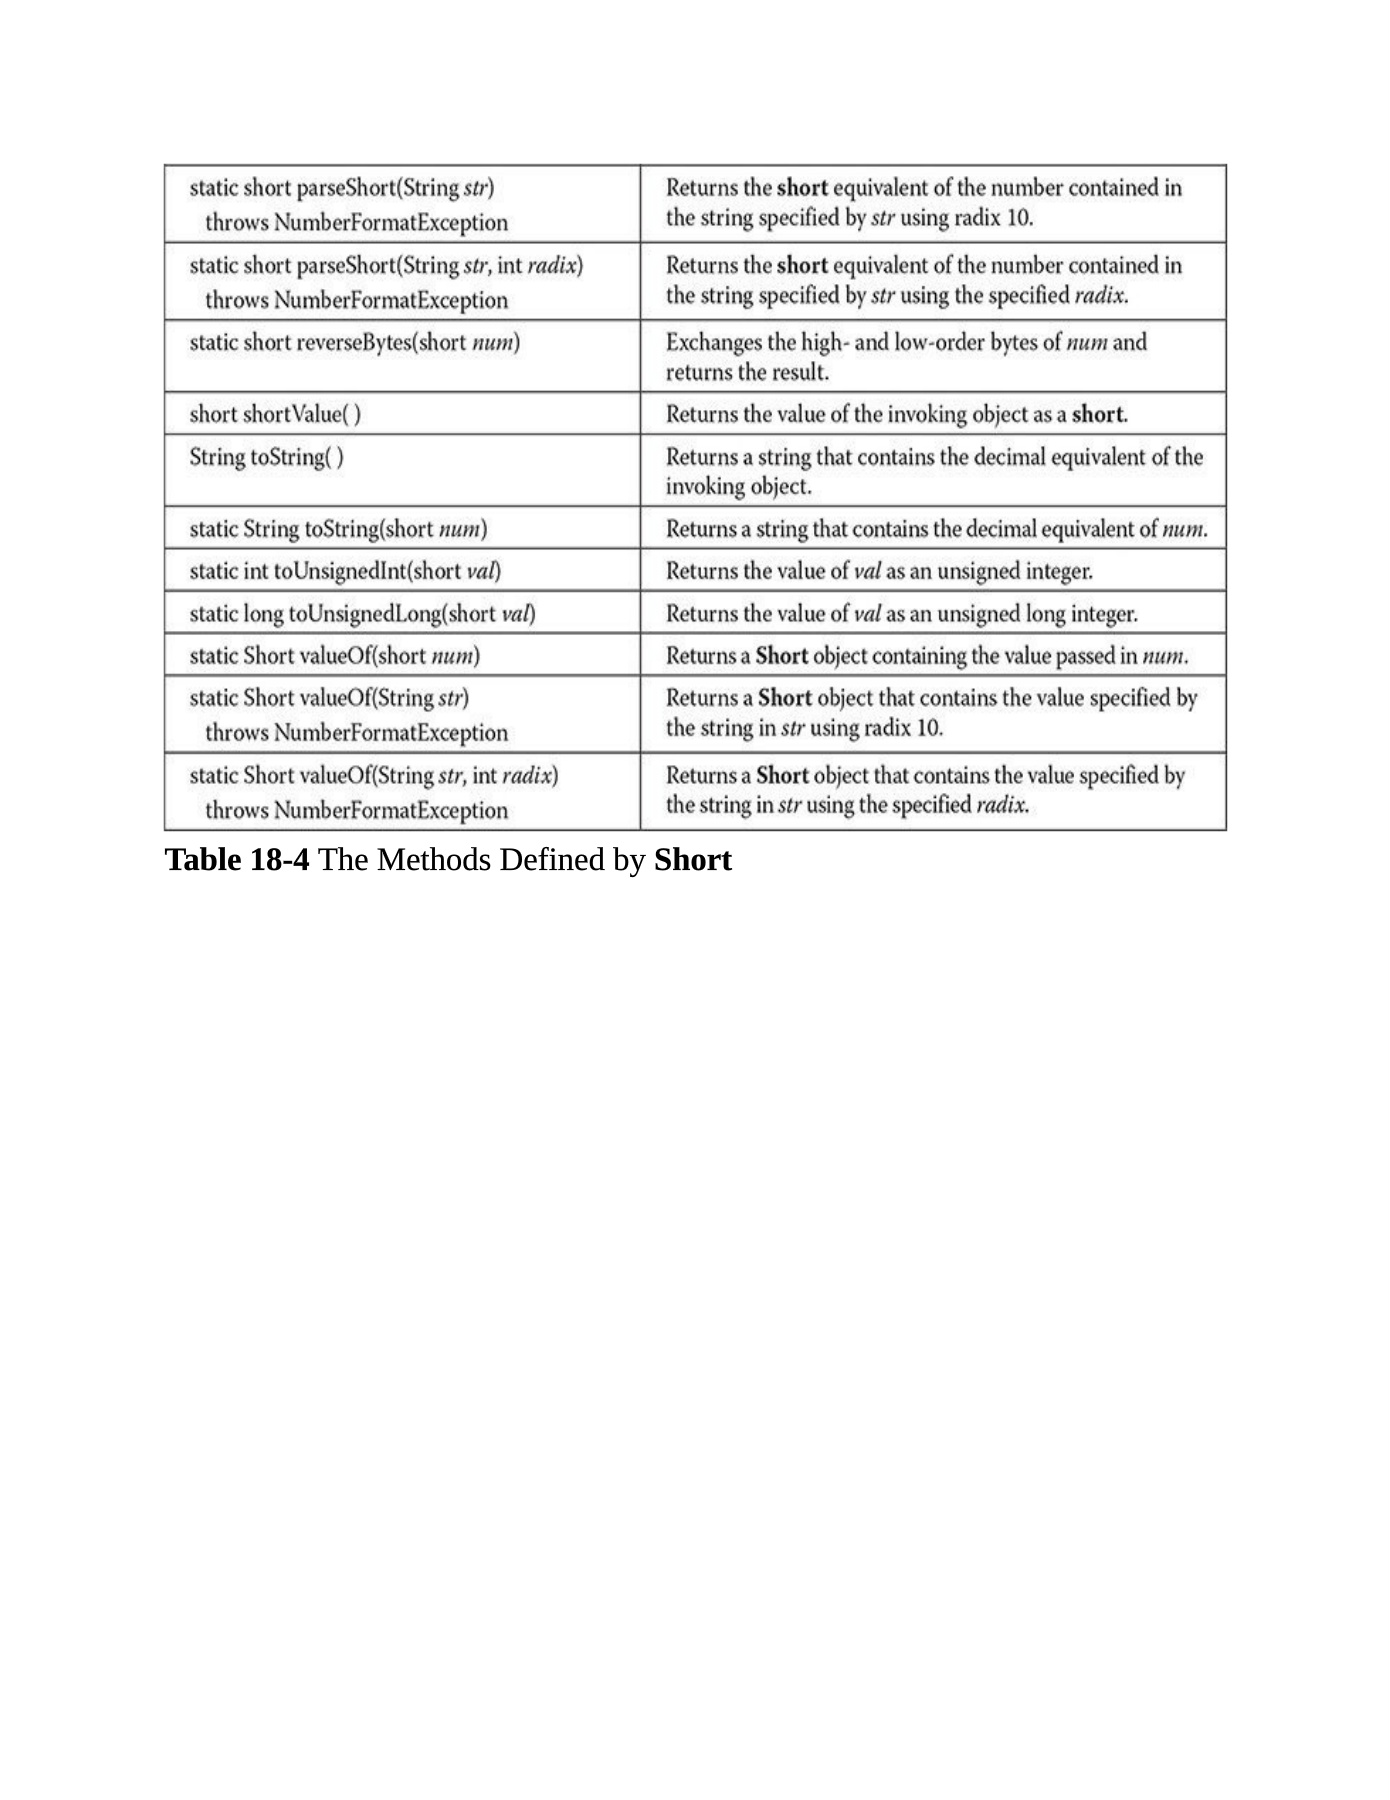 static short parseShort(String str)
throws NumberFormatException
Returns the short equivalent of the number contained in
the string specified by str using radix 10.
static short parseShort(String str, int radix)
throws NumberFormatException
Returns the short equivalent of the number contained in
the string specified by str using the specified radix.
static short reverseBytes(short num)
Exchanges the high- and low-order bytes of num and
returns the result.
short shortValue( )
Returns the value of the invoking object as a short.
String toString( )
Returns a string that contains the decimal equivalent of the
invoking object.
static String toString(short num)
Returns a string that contains the decimal equivalent of num.
static int toUnsignedInt(short val)
Returns the value of val as an unsigned integer.
static long toUnsignedLong(short val)
Returns the value of val as an unsigned long integer.
static Short valueOf(short num)
Returns a Short object containing the value passed in num.
static Short valueOf(String str)
throws NumberFormatException
Returns a Short object that contains the value specified by
the string in str using radix 10.
static Short valueOf(String str, int radix)
throws NumberFormatException
Returns a Short object that contains the value specified by
the string in str using the specified radix.
Table 18-4 The Methods Defined by Short